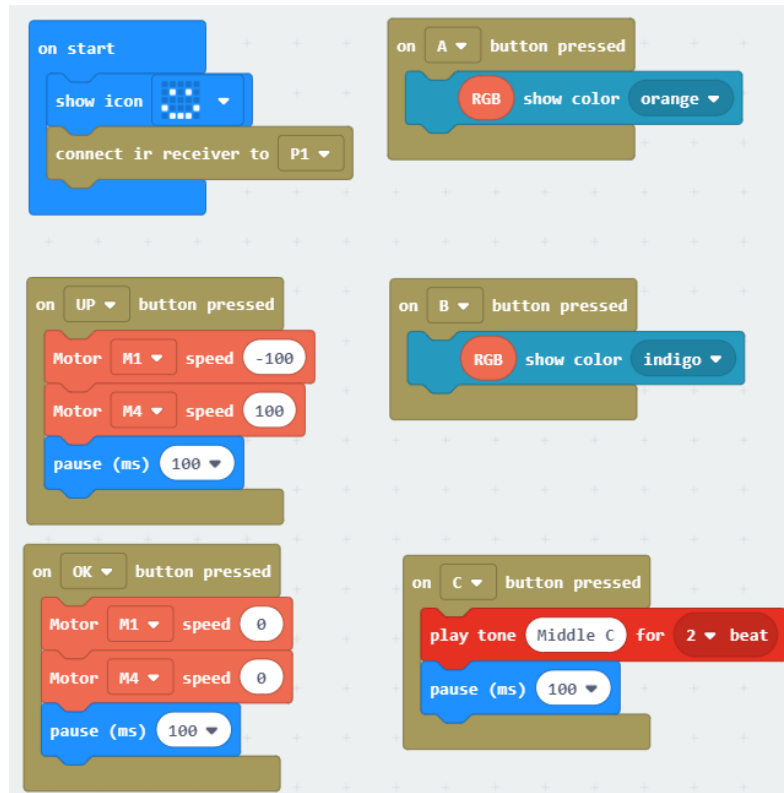 on start
show icon
connect ir receiver to P1
on A button pressed
RGB show color orange
on UP button pressed
Motor M1 speed -100
Motor M4 speed 100
pause (ms) 100
on B button pressed
RGB show color indigo
on OK button pressed
Motor M1 speed 0
Motor M4 speed 0
pause (ms) 100
on C button pressed
play tone Middle C for 2 beat
pause (ms) 100